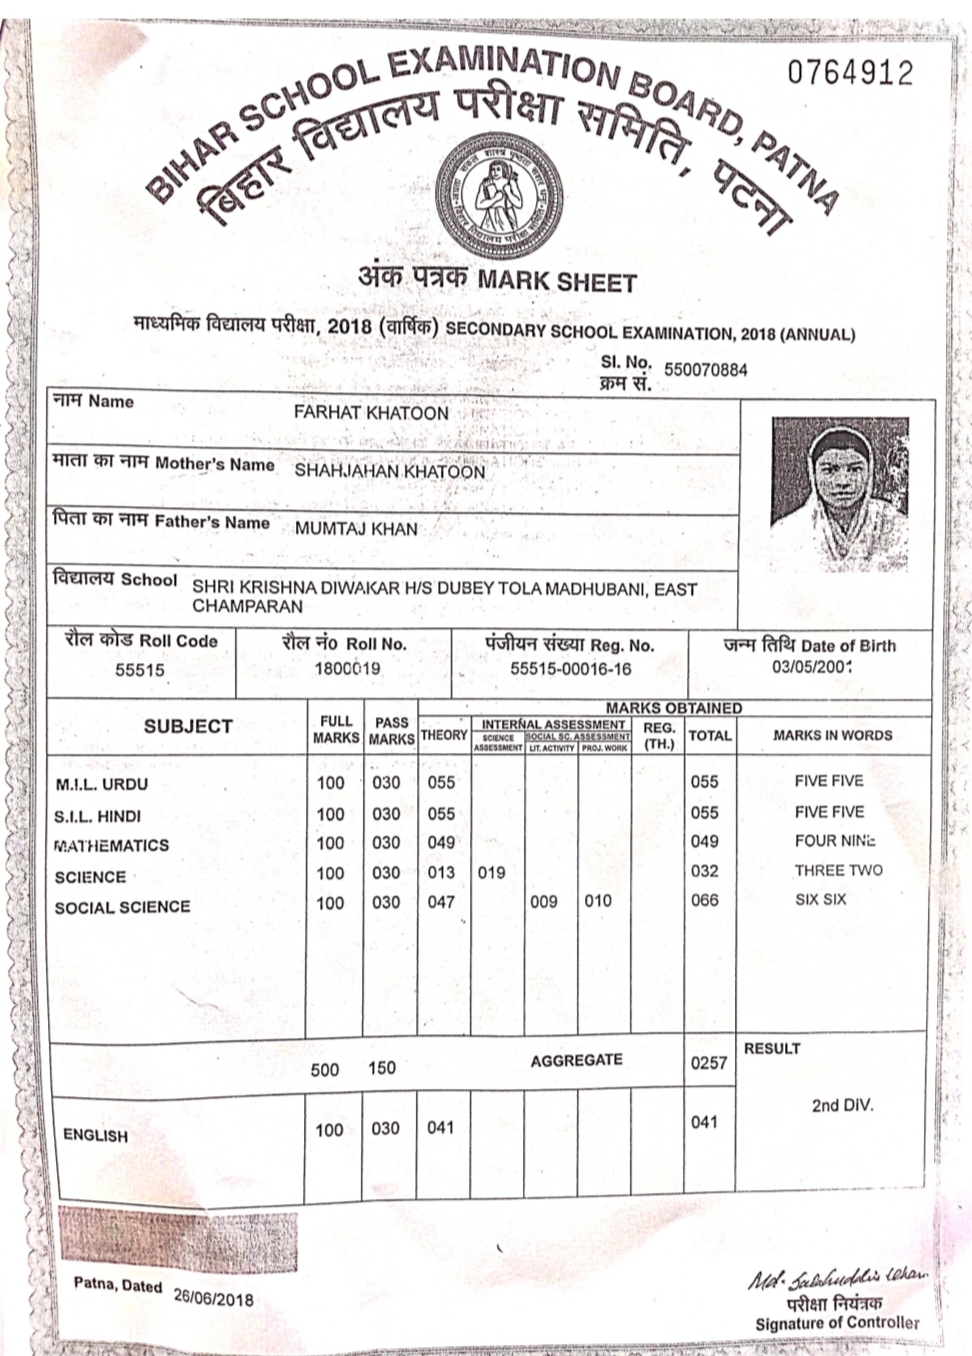 0764912
BIHAR SCHOOL EXAMINATION BOARD, PATNA
बिहार विद्यालय परीक्षा समिति, पटना
अंक पत्रक MARK SHEET
माध्यमिक विद्यालय परीक्षा, 2018 (वार्षिक) SECONDARY SCHOOL EXAMINATION, 2018 (ANNUAL)
SI. No. 550070884
क्रम सं.
नाम Name FARHAT KHATOON
माता का नाम Mother's Name SHAHJAHAN KHATOON
पिता का नाम Father's Name MUMTAJ KHAN
विद्यालय School SHRI KRISHNA DIWAKAR H/S DUBEY TOLA MADHUBANI, EAST
CHAMPARAN
रौल कोड Roll Code रौल नं० Roll No. पंजीयन संख्या Reg. No. जन्म तिथि Date of Birth
55515 1800019 55515-00016-16 03/05/2001
MARKS OBTAINED
SUBJECT FULL MARKS PASS MARKS THEORY INTERNAL ASSESSMENT REG. (TH.) TOTAL MARKS IN WORDS
SCIENCE ASSESSMENT SOCIAL SC. ASSESSMENT
LIT. ACTIVITY PROJ. WORK
M.I.L. URDU 100 030 055 055 FIVE FIVE
S.I.L. HINDI 100 030 055 055 FIVE FIVE
MATHEMATICS 100 030 049 049 FOUR NINE
SCIENCE 100 030 013 019 032 THREE TWO
SOCIAL SCIENCE 100 030 047 009 010 066 SIX SIX
500 150 AGGREGATE 0257 RESULT
2nd DIV.
ENGLISH 100 030 041 041
Patna, Dated 26/06/2018
Md. Salahuddin Khan
परीक्षा नियंत्रक
Signature of Controller